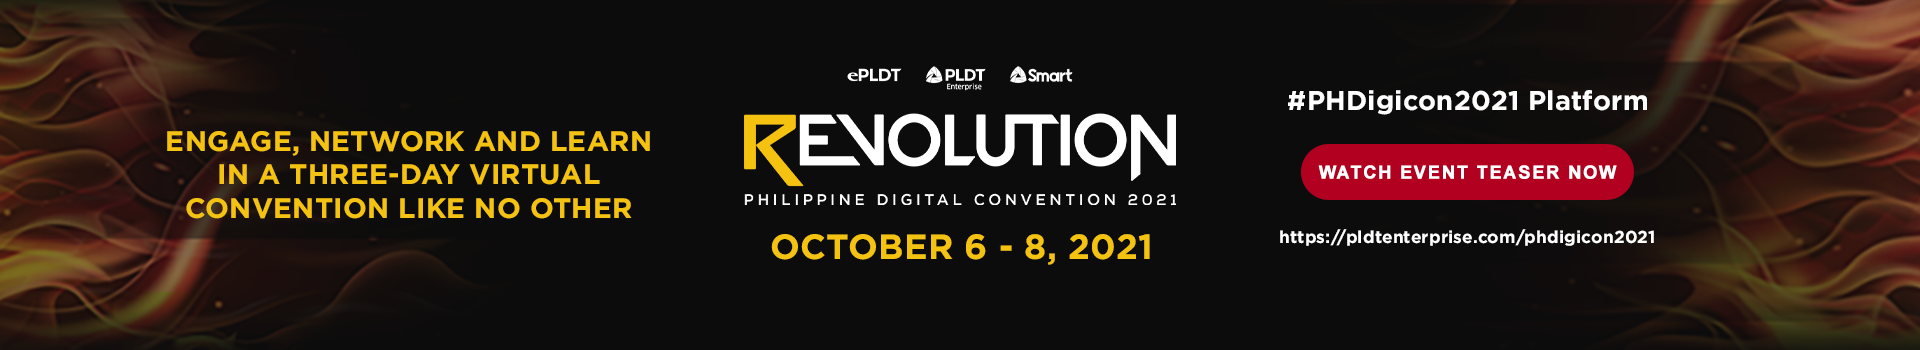 ENGAGE, NETWORK AND LEARN
IN A THREE-DAY VIRTUAL
CONVENTION LIKE NO OTHER
ePLDT PLDT Smart
Enterprise
REVOLUTION
PHILIPPINE DIGITAL CONVENTION 2021
OCTOBER 6 - 8, 2021
#PHDigicon2021 Platform
WATCH EVENT TEASER NOW
https://pldtenterprise.com/phdigicon2021